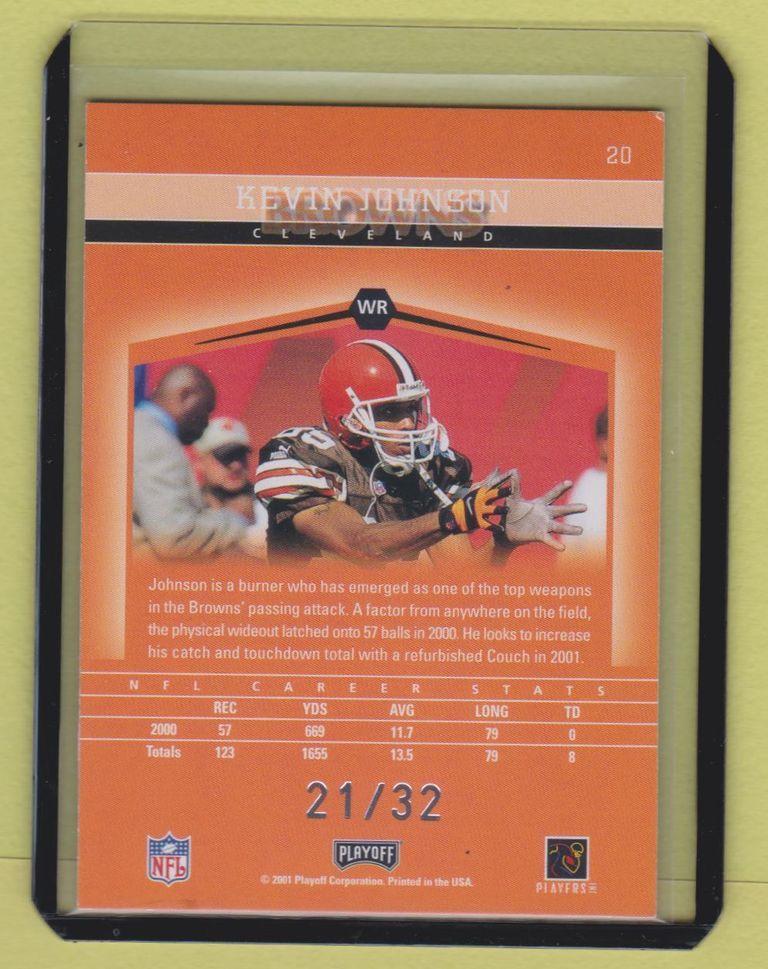 20
KEVIN JOHNSON
BROWNS
CLEVELAND
WR
Johnson is a burner who has emerged as one of the top weapons
in the Browns' passing attack. A factor from anywhere on the field,
the physical wideout latched onto 57 balls in 2000. He looks to increase
his catch and touchdown total with a refurbished Couch in 2001.
NFL CAREER STATS
REC YDS AVG LONG TD
2000 57 669 11.7 79 0
Totals 123 1655 13.5 79 8
21/32
NFL
PLAYOFF
PLAYERS INC
© 2001 Playoff Corporation. Printed in the USA.